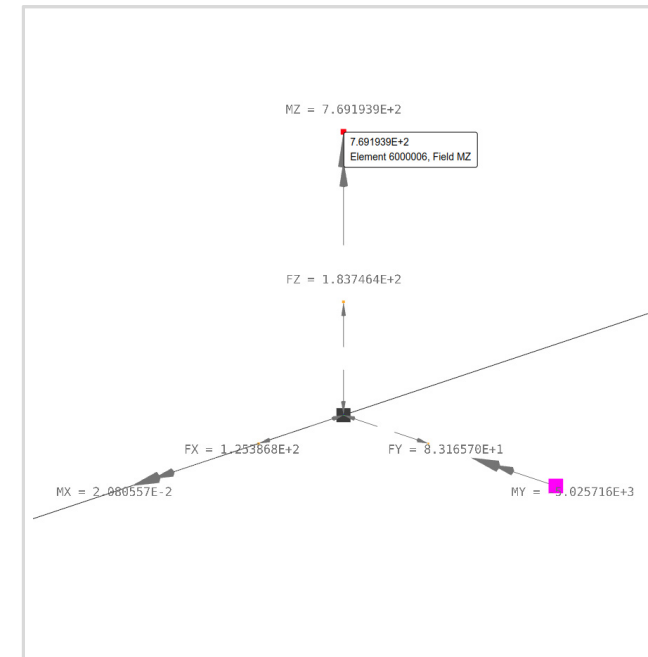 MZ = 7.691939E+2
7.691939E+2
Element 6000006, Field MZ
FZ = 1.837464E+2
FX = 1.253868E+2
FY = 8.316570E+1
MX = 2.080557E-2
MY =